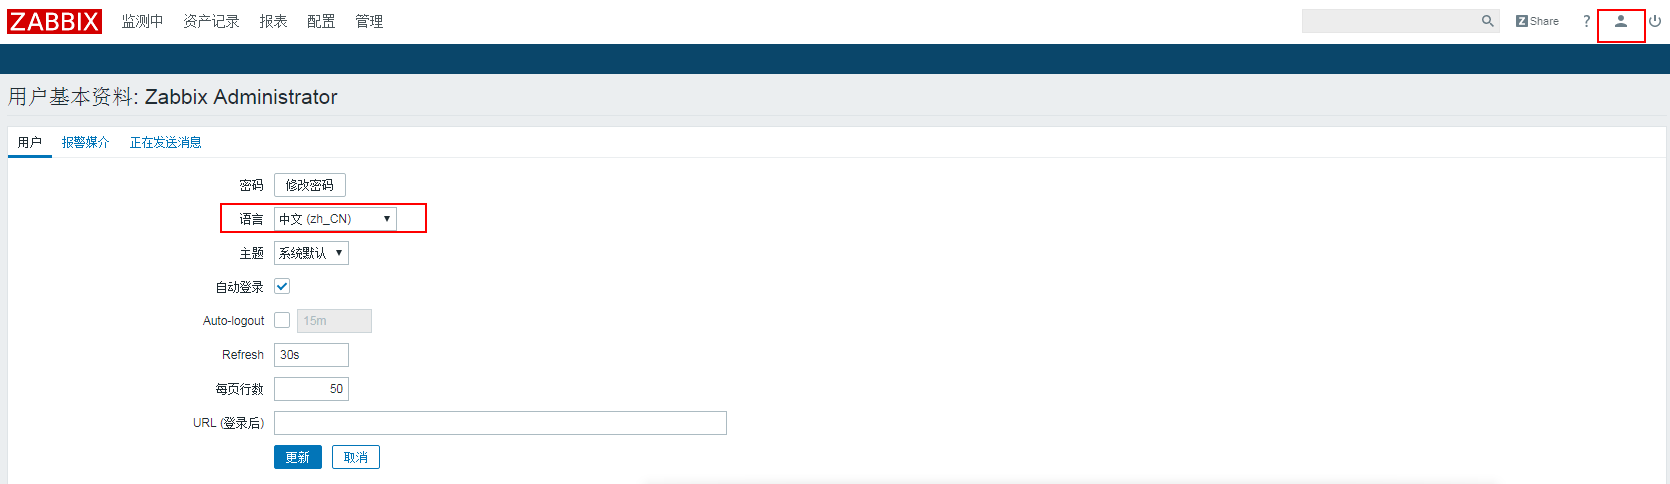 ZABBIX 监测中 资产记录 报表 配置 管理 Z Share ?
用户基本资料: Zabbix Administrator
用户 报警媒介 正在发送消息
密码 修改密码
语言 中文 (zh_CN)
主题 系统默认
自动登录
Auto-logout 15m
Refresh 30s
每页行数 50
URL (登录后)
更新 取消